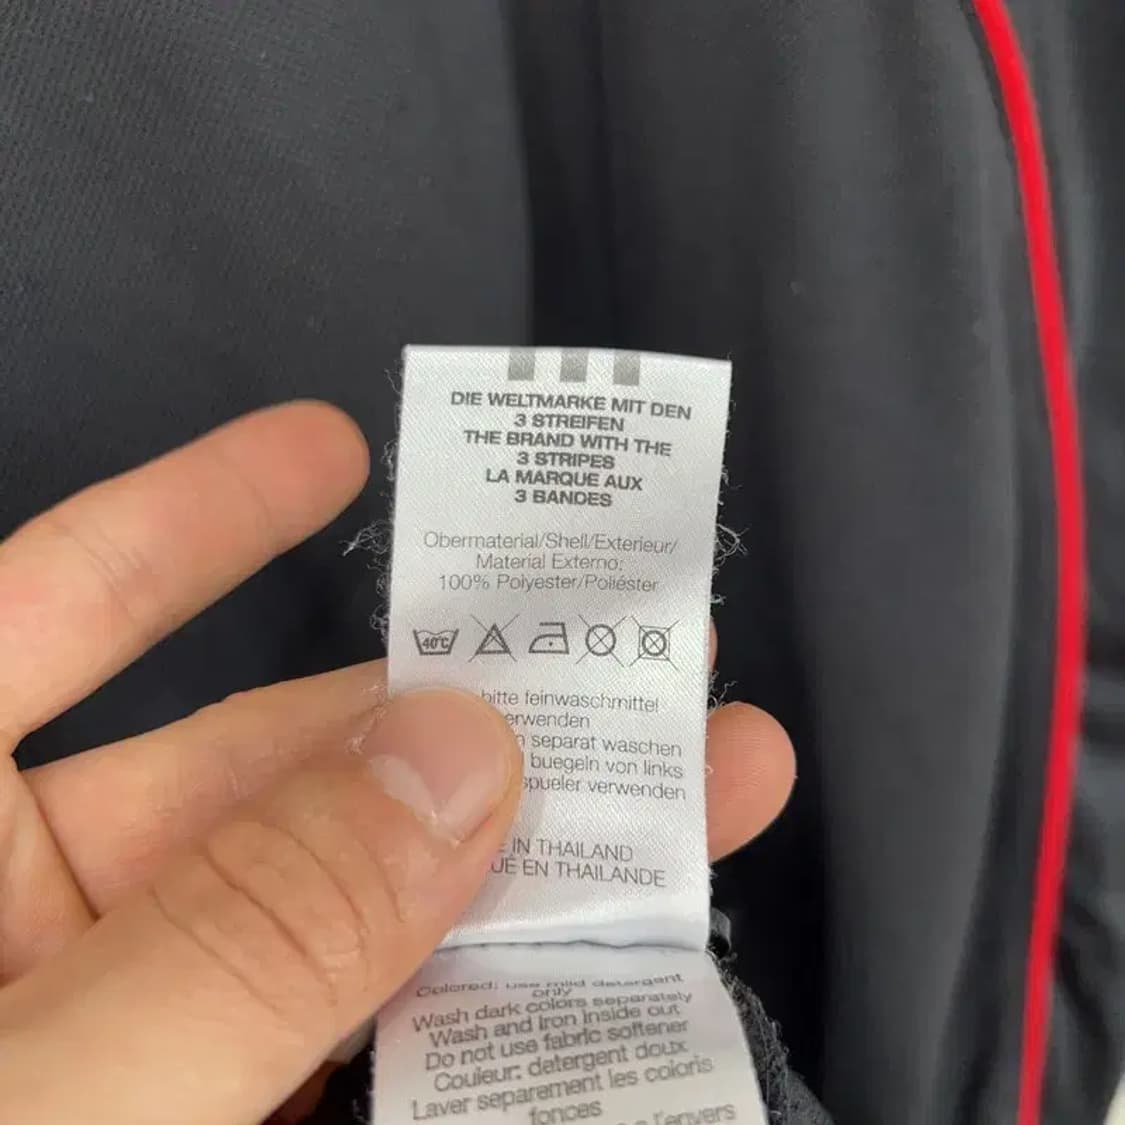 DIE WELTMARKE MIT DEN
3 STREIFEN
THE BRAND WITH THE
3 STRIPES
LA MARQUE AUX
3 BANDES
Obermaterial/Shell/Exterieur/
Material Externo:
100% Polyester/Poliéster
40°C
bitte feinwaschmittel
erwenden
separat waschen
buegeln von links
spueler verwenden
IN THAILAND
EN THAILANDE
Colored: use mild detergent
only
Wash dark colors separately
Wash and Iron inside out
Do not use fabric softener
Couleur: detergent doux
Laver separement les coloris
fonces
a l'envers